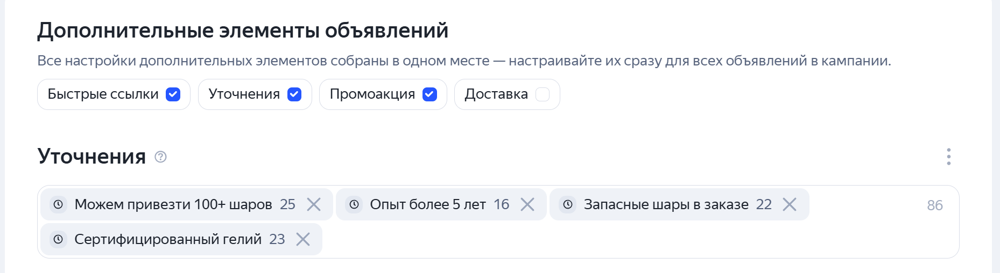 Дополнительные элементы объявлений
Все настройки дополнительных элементов собраны в одном месте — настраивайте их сразу для всех объявлений в кампании.
Быстрые ссылки Уточнения Промоакция Доставка
Уточнения ?
Можем привезти 100+ шаров 25 Опыт более 5 лет 16 Запасные шары в заказе 22 86
Сертифицированный гелий 23